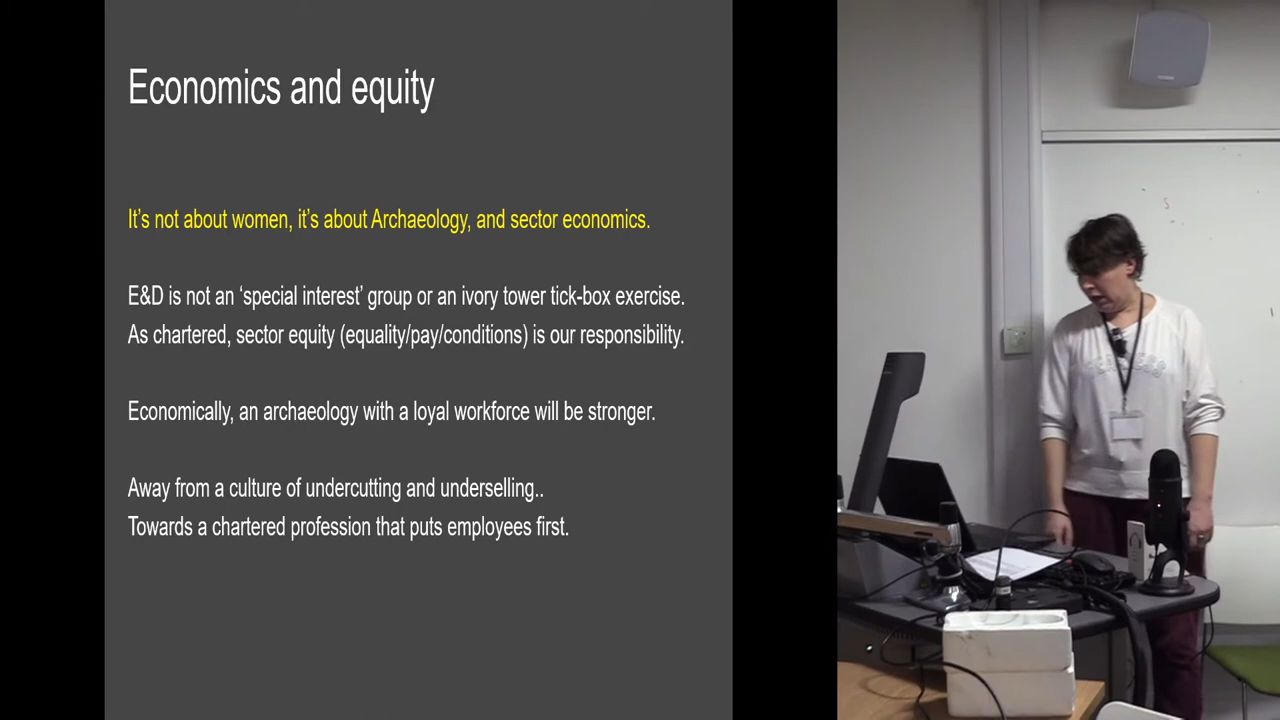 Economics and equity
It's not about women, it's about Archaeology, and sector economics.
E&D is not an ‘special interest’ group or an ivory tower tick-box exercise.
As chartered, sector equity (equality/pay/conditions) is our responsibility.
Economically, an archaeology with a loyal workforce will be stronger.
Away from a culture of undercutting and underselling..
Towards a chartered profession that puts employees first.